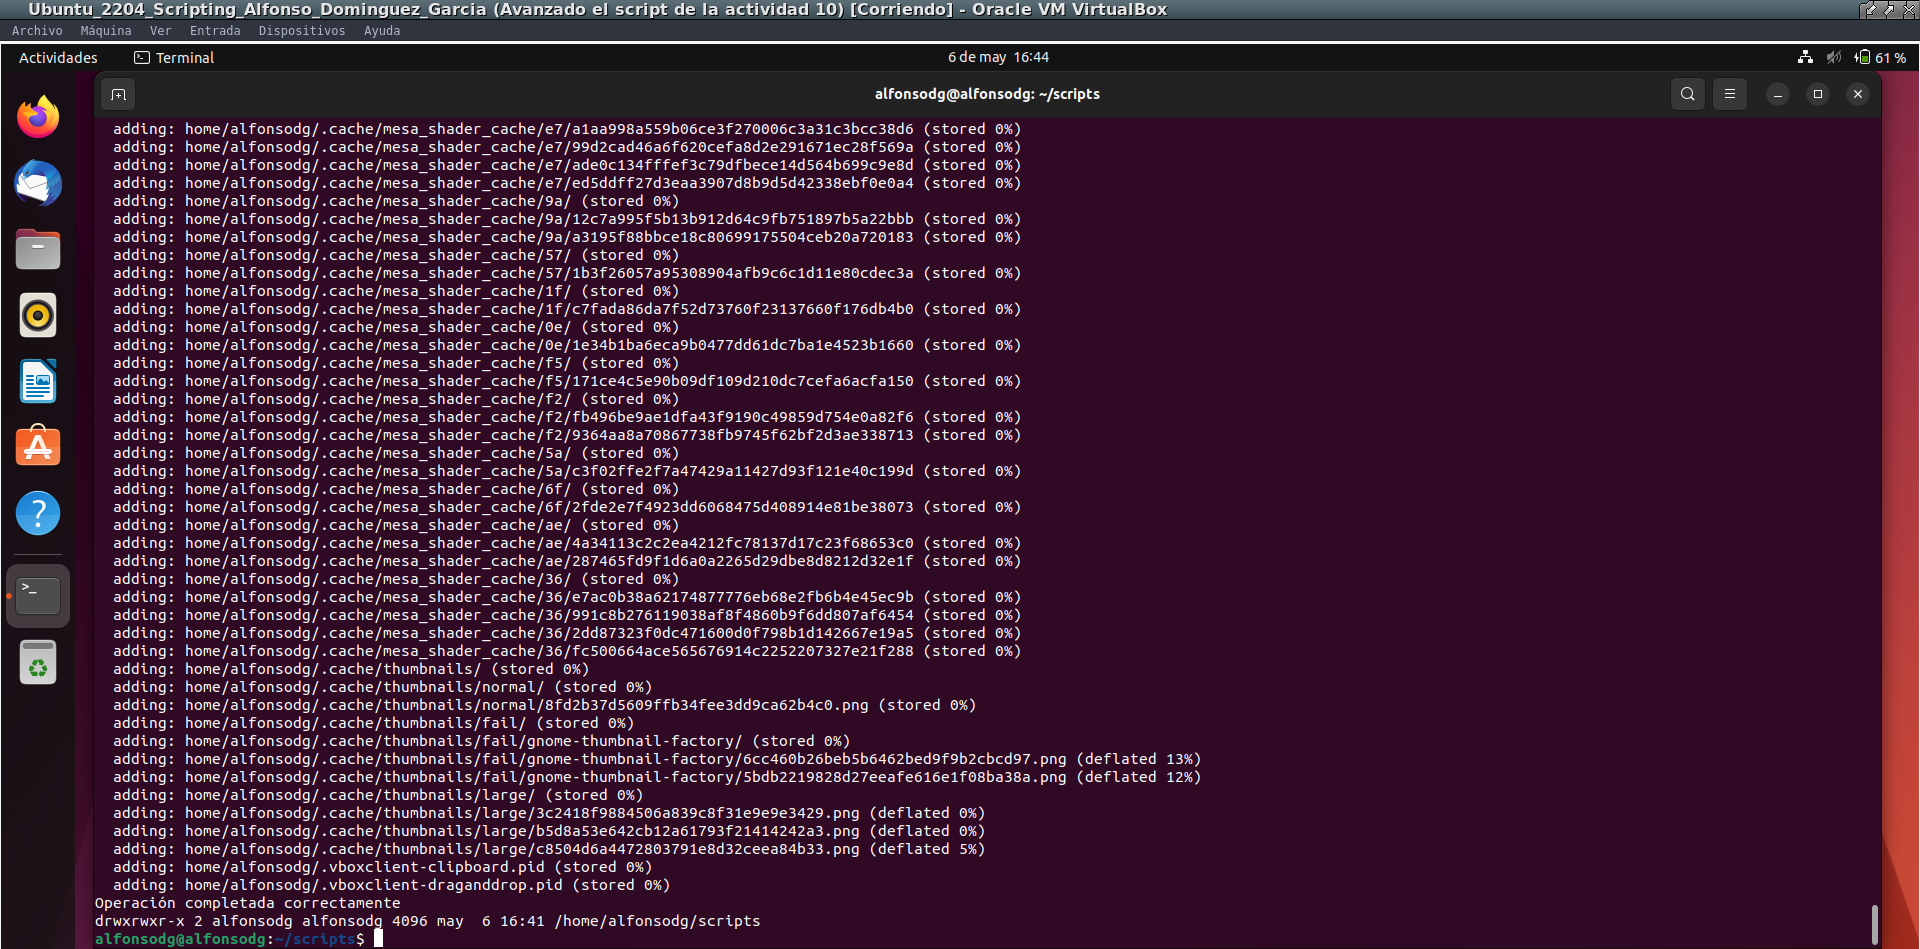 Ubuntu_2204_Scripting_Alfonso_Dominguez_Garcia (Avanzado el script de la actividad 10) [Corriendo] - Oracle VM VirtualBox
Archivo Máquina Ver Entrada Dispositivos Ayuda
Actividades Terminal 6 de may 16:44 61 %
alfonsodg@alfonsodg: ~/scripts
adding: home/alfonsodg/.cache/mesa_shader_cache/e7/a1aa998a559b06ce3f270006c3a31c3bcc38d6 (stored 0%)
adding: home/alfonsodg/.cache/mesa_shader_cache/e7/99d2cad46a6f620cefa8d2e291671ec28f569a (stored 0%)
adding: home/alfonsodg/.cache/mesa_shader_cache/e7/ade0c134fffef3c79dfbece14d564b699c9e8d (stored 0%)
adding: home/alfonsodg/.cache/mesa_shader_cache/e7/ed5ddff27d3eaa3907d8b9d5d42338ebf0e0a4 (stored 0%)
adding: home/alfonsodg/.cache/mesa_shader_cache/9a/ (stored 0%)
adding: home/alfonsodg/.cache/mesa_shader_cache/9a/12c7a995f5b13b912d64c9fb751897b5a22bbb (stored 0%)
adding: home/alfonsodg/.cache/mesa_shader_cache/9a/a3195f88bbce18c80699175504ceb20a720183 (stored 0%)
adding: home/alfonsodg/.cache/mesa_shader_cache/57/ (stored 0%)
adding: home/alfonsodg/.cache/mesa_shader_cache/57/1b3f26057a95308904afb9c6c1d11e80cdec3a (stored 0%)
adding: home/alfonsodg/.cache/mesa_shader_cache/1f/ (stored 0%)
adding: home/alfonsodg/.cache/mesa_shader_cache/1f/c7fada86da7f52d73760f23137660f176db4b0 (stored 0%)
adding: home/alfonsodg/.cache/mesa_shader_cache/0e/ (stored 0%)
adding: home/alfonsodg/.cache/mesa_shader_cache/0e/1e34b1ba6eca9b0477dd61dc7ba1e4523b1660 (stored 0%)
adding: home/alfonsodg/.cache/mesa_shader_cache/f5/ (stored 0%)
adding: home/alfonsodg/.cache/mesa_shader_cache/f5/171ce4c5e90b09df109d210dc7cefa6acfa150 (stored 0%)
adding: home/alfonsodg/.cache/mesa_shader_cache/f2/ (stored 0%)
adding: home/alfonsodg/.cache/mesa_shader_cache/f2/fb496be9ae1dfa43f9190c49859d754e0a82f6 (stored 0%)
adding: home/alfonsodg/.cache/mesa_shader_cache/f2/9364aa8a70867738fb9745f62bf2d3ae338713 (stored 0%)
adding: home/alfonsodg/.cache/mesa_shader_cache/5a/ (stored 0%)
adding: home/alfonsodg/.cache/mesa_shader_cache/5a/c3f02ffe2f7a47429a11427d93f121e40c199d (stored 0%)
adding: home/alfonsodg/.cache/mesa_shader_cache/6f/ (stored 0%)
adding: home/alfonsodg/.cache/mesa_shader_cache/6f/2fde2e7f4923dd6068475d408914e81be38073 (stored 0%)
adding: home/alfonsodg/.cache/mesa_shader_cache/ae/ (stored 0%)
adding: home/alfonsodg/.cache/mesa_shader_cache/ae/4a34113c2c2ea4212fc78137d17c23f68653c0 (stored 0%)
adding: home/alfonsodg/.cache/mesa_shader_cache/ae/287465fd9f1d6a0a2265d29dbe8d8212d32e1f (stored 0%)
adding: home/alfonsodg/.cache/mesa_shader_cache/36/ (stored 0%)
adding: home/alfonsodg/.cache/mesa_shader_cache/36/e7ac0b38a62174877776eb68e2fb6b4e45ec9b (stored 0%)
adding: home/alfonsodg/.cache/mesa_shader_cache/36/991c8b276119038af8f4860b9f6dd807af6454 (stored 0%)
adding: home/alfonsodg/.cache/mesa_shader_cache/36/2dd87323f0dc471600d0f798b1d142667e19a5 (stored 0%)
adding: home/alfonsodg/.cache/mesa_shader_cache/36/fc500664ace565676914c2252207327e21f288 (stored 0%)
adding: home/alfonsodg/.cache/thumbnails/ (stored 0%)
adding: home/alfonsodg/.cache/thumbnails/normal/ (stored 0%)
adding: home/alfonsodg/.cache/thumbnails/normal/8fd2b37d5609ffb34fee3dd9ca62b4c0.png (stored 0%)
adding: home/alfonsodg/.cache/thumbnails/fail/ (stored 0%)
adding: home/alfonsodg/.cache/thumbnails/fail/gnome-thumbnail-factory/ (stored 0%)
adding: home/alfonsodg/.cache/thumbnails/fail/gnome-thumbnail-factory/6cc460b26beb5b6462bed9f9b2cbcd97.png (deflated 13%)
adding: home/alfonsodg/.cache/thumbnails/fail/gnome-thumbnail-factory/5bdb2219828d27eeafe616e1f08ba38a.png (deflated 12%)
adding: home/alfonsodg/.cache/thumbnails/large/ (stored 0%)
adding: home/alfonsodg/.cache/thumbnails/large/3c2418f9884506a839c8f31e9e9e3429.png (deflated 0%)
adding: home/alfonsodg/.cache/thumbnails/large/b5d8a53e642cb12a61793f21414242a3.png (deflated 0%)
adding: home/alfonsodg/.cache/thumbnails/large/c8504d6a4472803791e8d32ceea84b33.png (deflated 5%)
adding: home/alfonsodg/.vboxclient-clipboard.pid (stored 0%)
adding: home/alfonsodg/.vboxclient-draganddrop.pid (stored 0%)
Operación completada correctamente
drwxrwxr-x 2 alfonsodg alfonsodg 4096 may  6 16:41 /home/alfonsodg/scripts
alfonsodg@alfonsodg:~/scripts$